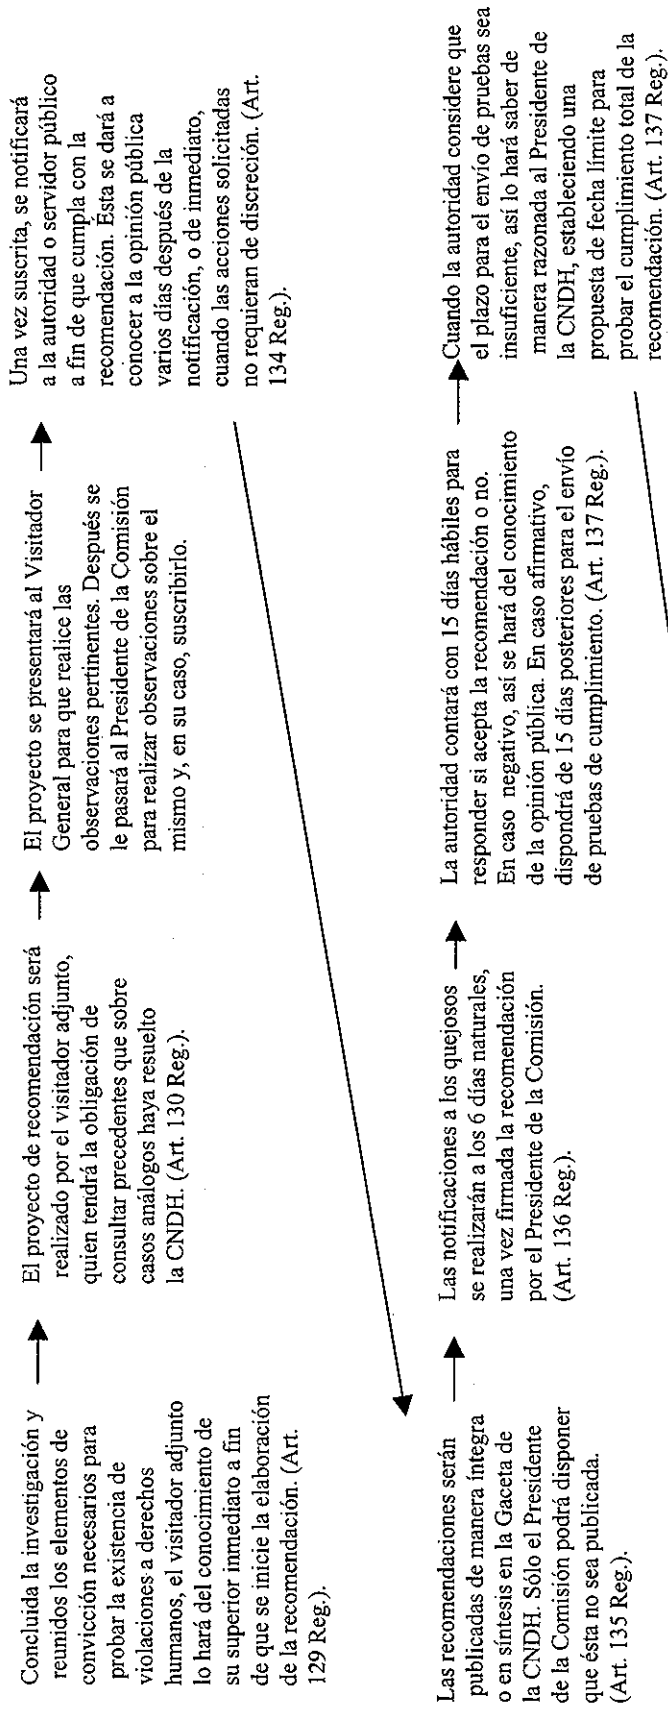 Concluida la investigación y
reunidos los elementos de
convicción necesarios para
probar la existencia de
violaciones a derechos
humanos, el visitador adjunto
lo hará del conocimiento de
su superior inmediato a fin
de que se inicie la elaboración
de la recomendación. (Art.
129 Reg.).
El proyecto de recomendación será
realizado por el visitador adjunto,
quien tendrá la obligación de
consultar precedentes que sobre
casos análogos haya resuelto
la CNDH. (Art. 130 Reg.).
El proyecto se presentará al Visitador
General para que realice las
observaciones pertinentes. Después se
le pasará al Presidente de la Comisión
para realizar observaciones sobre el
mismo y, en su caso, suscribirlo.
Una vez suscrita, se notificará
a la autoridad o servidor público
a fin de que cumpla con la
recomendación. Ésta se dará a
conocer a la opinión pública
varios días después de la
notificación, o de inmediato,
cuando las acciones solicitadas
no requieran de discreción. (Art.
134 Reg.).
Las recomendaciones serán
publicadas de manera íntegra
o en síntesis en la Gaceta de
la CNDH. Sólo el Presidente
de la Comisión podrá disponer
que ésta no sea publicada.
(Art. 135 Reg.).
Las notificaciones a los quejosos
se realizarán a los 6 días naturales,
una vez firmada la recomendación
por el Presidente de la Comisión.
(Art. 136 Reg.).
La autoridad contará con 15 días hábiles para
responder si acepta la recomendación o no.
En caso negativo, así se hará del conocimiento
de la opinión pública. En caso afirmativo,
dispondrá de 15 días posteriores para el envío
de pruebas de cumplimiento. (Art. 137 Reg.).
Cuando la autoridad considere que
el plazo para el envío de pruebas sea
insuficiente, así lo hará saber de
manera razonada al Presidente de
la CNDH, estableciendo una
propuesta de fecha límite para
probar el cumplimiento total de la
recomendación. (Art. 137 Reg.).